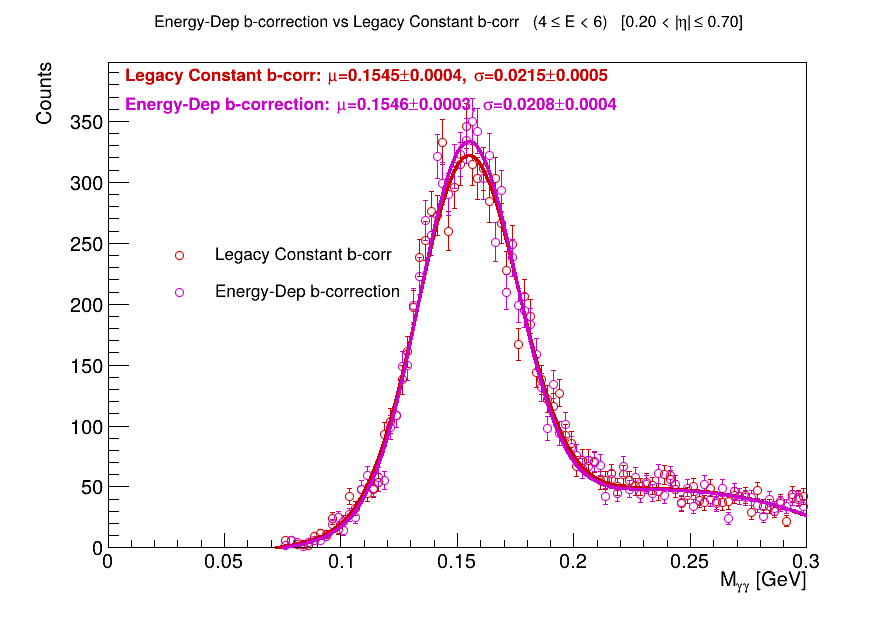 Energy-Dep b-correction vs Legacy Constant b-corr (4 ≤ E < 6) [0.20 < |η| ≤ 0.70]
Legacy Constant b-corr: μ=0.1545±0.0004, σ=0.0215±0.0005
Energy-Dep b-correction: μ=0.1546±0.0003, σ=0.0208±0.0004
Counts
350
300
250
200
150
100
50
0
Legacy Constant b-corr
Energy-Dep b-correction
0 0.05 0.1 0.15 0.2 0.25 0.3
M_γγ [GeV]